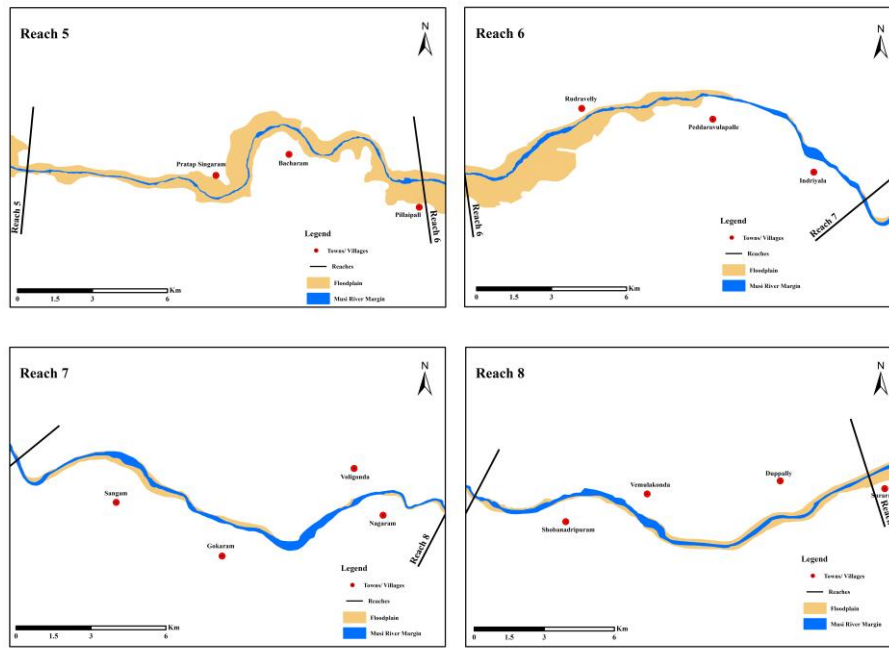 Reach 5
N
Pratap Singaram
Bacharam
Pillaipall
Reach 5
Reach 6
Legend
Towns/ Villages
Reaches
Floodplain
Musi River Margin
Km
0 1.5 3 6
Reach 6
N
Rudravelly
Peddaravulapalle
Indriyala
Reach 6
Reach 7
Legend
Towns/ Villages
Reaches
Floodplain
Musi River Margin
Km
0 1.5 3 6
Reach 7
N
Voligonda
Sangam
Nagaram
Gokaram
Reach 8
Legend
Towns/ Villages
Reaches
Floodplain
Musi River Margin
Km
0 1.5 3 6
Reach 8
N
Duppally
Vemulakonda
Shobanadripuram
Reach
Legend
Towns/ Villages
Reaches
Floodplain
Musi River Margin
Km
0 1.5 3 6